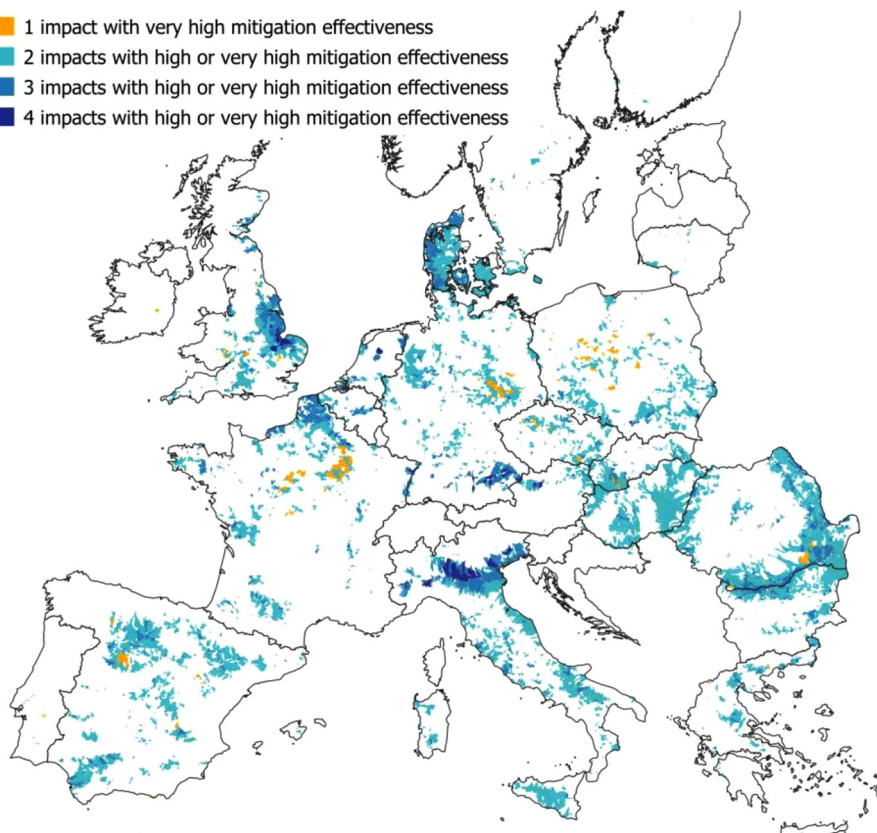 1 impact with very high mitigation effectiveness
2 impacts with high or very high mitigation effectiveness
3 impacts with high or very high mitigation effectiveness
4 impacts with high or very high mitigation effectiveness